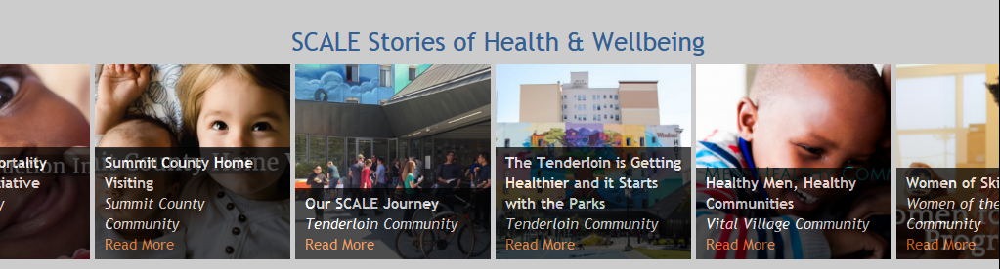 SCALE Stories of Health & Wellbeing
ortality
iative
y
Summit County Home
Visiting
Summit County
Community
Read More
Our SCALE Journey
Tenderloin Community
Read More
The Tenderloin is Getting
Healthier and it Starts
with the Parks
Tenderloin Community
Read More
Healthy Men, Healthy
Communities
Vital Village Community
Read More
Women of Ski
Women of the
Community
Read More